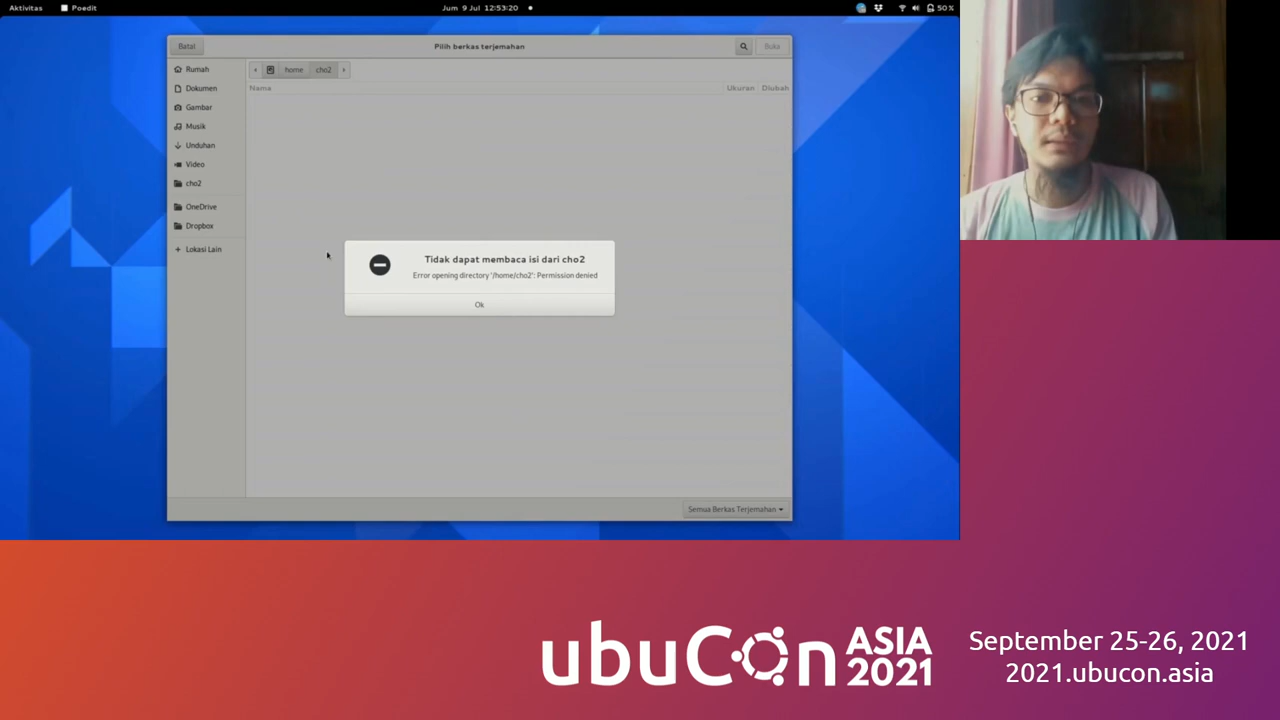 Aktivitas Poedit Jum 9 Jul 12:53:20 50 %
Batal Pilih berkas terjemahan Buka
Rumah home cho2
Dokumen Nama Ukuran Diubah
Gambar
Musik
Unduhan
Video
cho2
OneDrive
Dropbox
Lokasi Lain
Tidak dapat membaca isi dari cho2
Error opening directory '/home/cho2': Permission denied
Ok
Semua Berkas Terjemahan
ubuCon ASIA 2021
September 25-26, 2021
2021.ubucon.asia